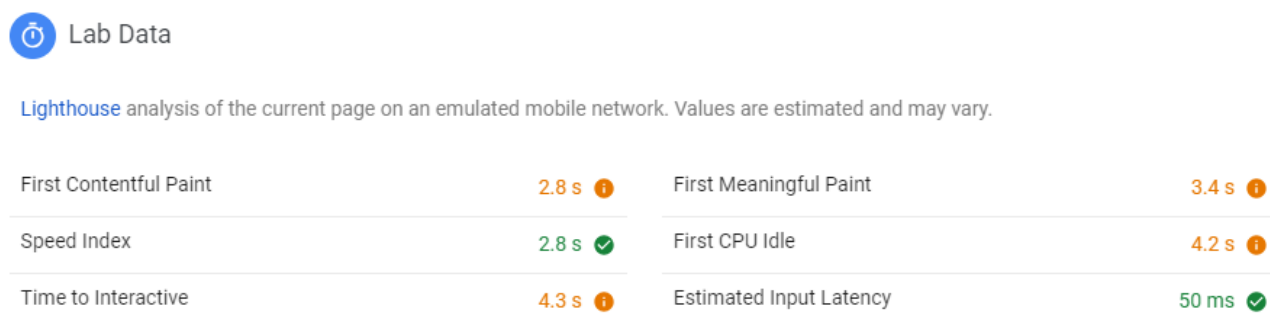 Lab Data
Lighthouse analysis of the current page on an emulated mobile network. Values are estimated and may vary.
First Contentful Paint 2.8 s
First Meaningful Paint 3.4 s
Speed Index 2.8 s
First CPU Idle 4.2 s
Time to Interactive 4.3 s
Estimated Input Latency 50 ms